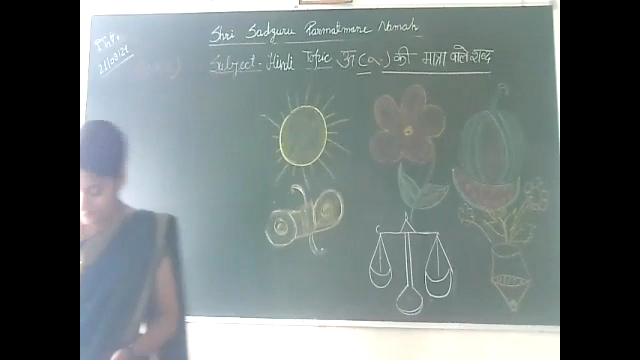 Shri Sadguru Parmatmane Namah
Subject - Hindi Topic ऊ (ू) की मात्रा वाले शब्द